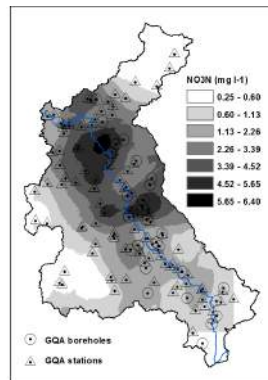 NO3N (mg l-1)
0.25 - 0.60
0.60 - 1.13
1.13 - 2.26
2.26 - 3.39
3.39 - 4.52
4.52 - 5.65
5.65 - 6.40
GQA boreholes
GQA stations